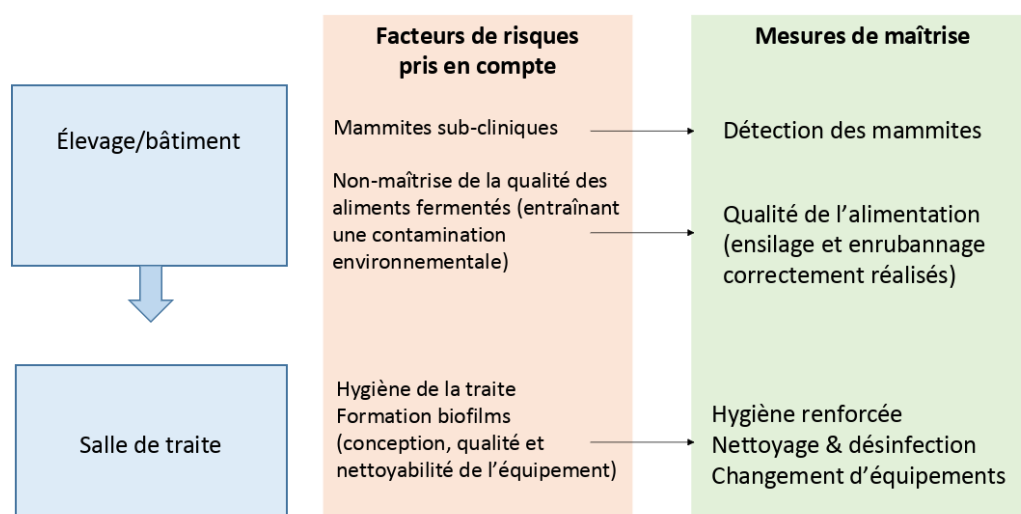 Facteurs de risques
pris en compte
Mesures de maîtrise
Élevage/bâtiment
Mammites sub-cliniques
Détection des mammites
Non-maîtrise de la qualité des
aliments fermentés (entraînant
une contamination
environnementale)
Qualité de l’alimentation
(ensilage et enrubannage
correctement réalisés)
Salle de traite
Hygiène de la traite
Formation biofilms
(conception, qualité et
nettoyabilité de l’équipement)
Hygiène renforcée
Nettoyage & désinfection
Changement d’équipements